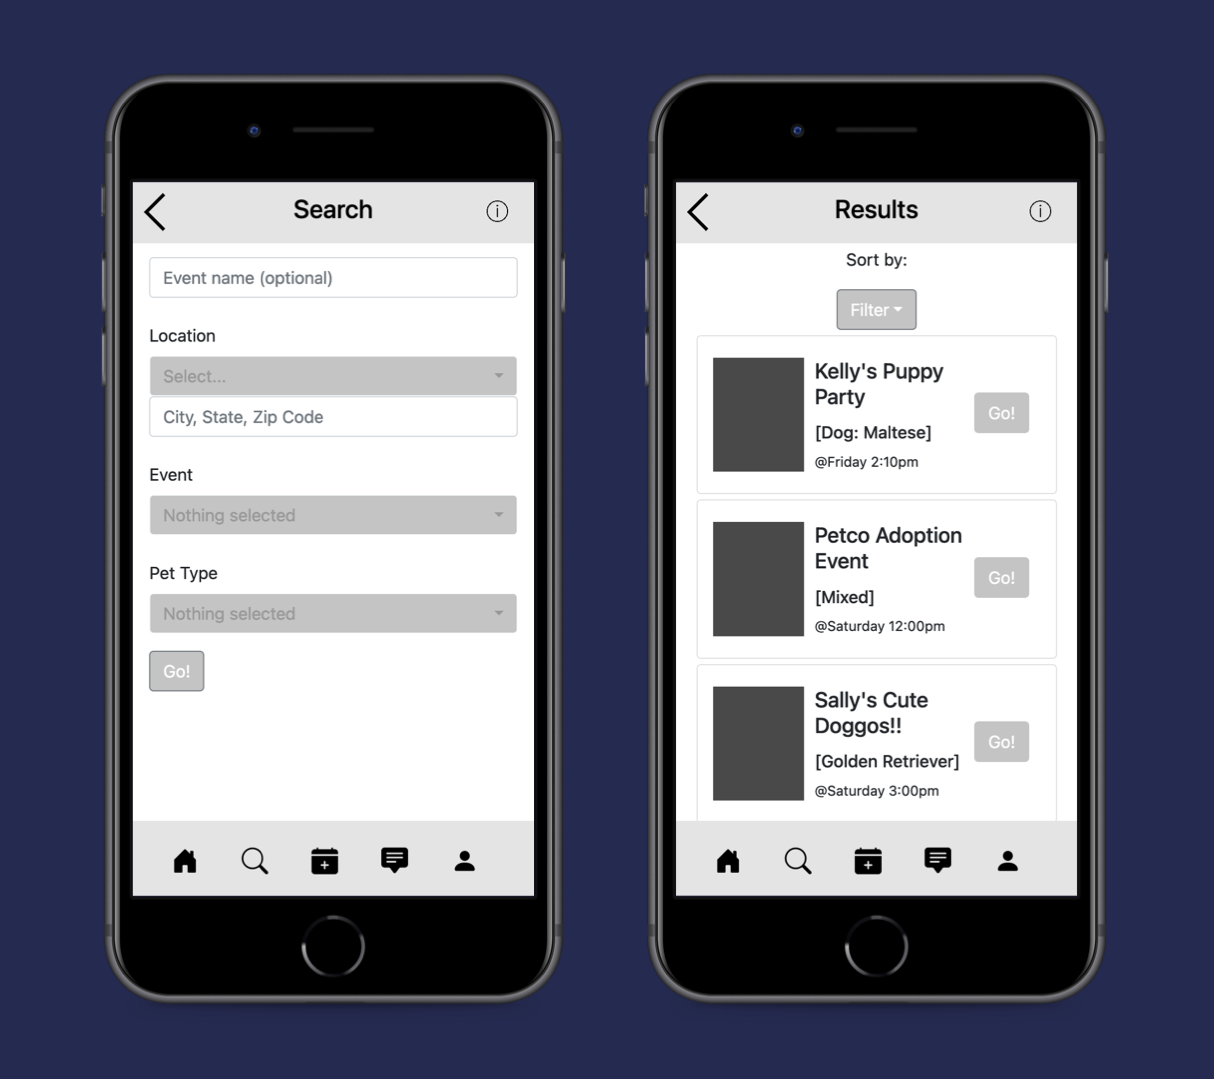 Search
Event name (optional)
Location
Select...
City, State, Zip Code
Event
Nothing selected
Pet Type
Nothing selected
Go!
Results
Sort by:
Filter
Kelly's Puppy
Party
[Dog: Maltese]
@Friday 2:10pm
Go!
Petco Adoption
Event
[Mixed]
@Saturday 12:00pm
Go!
Sally's Cute
Doggos!!
[Golden Retriever]
@Saturday 3:00pm
Go!